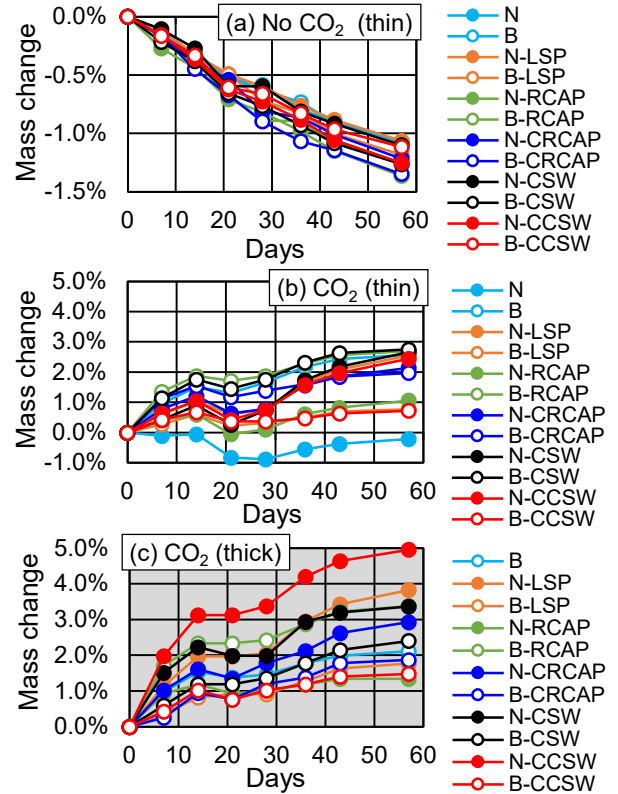 (a) No CO2 (thin)
Mass change
0.0%
-0.5%
-1.0%
-1.5%
0 10 20 30 40 50 60
Days
N
B
N-LSP
B-LSP
N-RCAP
B-RCAP
N-CRCAP
B-CRCAP
N-CSW
B-CSW
N-CCSW
B-CCSW
(b) CO2 (thin)
Mass change
5.0%
4.0%
3.0%
2.0%
1.0%
0.0%
-1.0%
0 10 20 30 40 50 60
Days
N
B
N-LSP
B-LSP
N-RCAP
B-RCAP
N-CRCAP
B-CRCAP
N-CSW
B-CSW
N-CCSW
B-CCSW
(c) CO2 (thick)
Mass change
5.0%
4.0%
3.0%
2.0%
1.0%
0.0%
0 10 20 30 40 50 60
Days
B
N-LSP
B-LSP
N-RCAP
B-RCAP
N-CRCAP
B-CRCAP
N-CSW
B-CSW
N-CCSW
B-CCSW